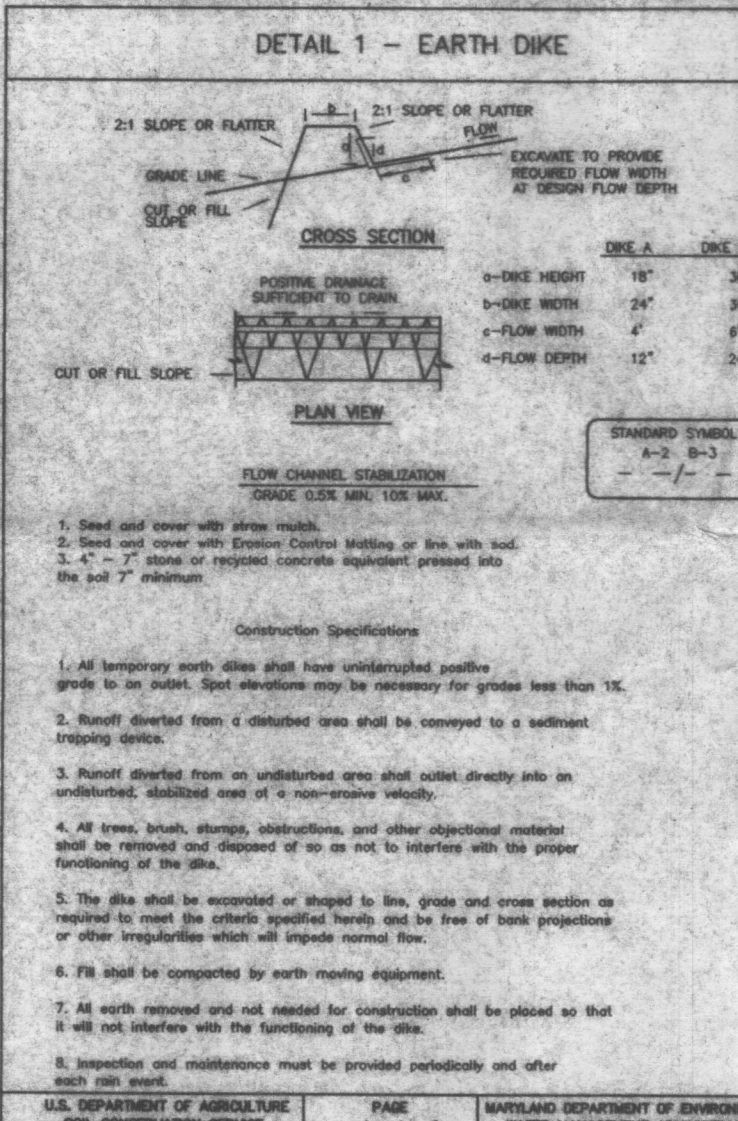 DETAIL 1 - EARTH DIKE
b
2:1 SLOPE OR FLATTER
2:1 SLOPE OR FLATTER
FLOW
a
d
c
GRADE LINE
EXCAVATE TO PROVIDE
REQUIRED FLOW WIDTH
AT DESIGN FLOW DEPTH
CUT OR FILL
SLOPE
CROSS SECTION
DIKE A DIKE
a-DIKE HEIGHT 18"
b-DIKE WIDTH 24"
c-FLOW WIDTH 4'
d-FLOW DEPTH 12"
POSITIVE DRAINAGE
SUFFICIENT TO DRAIN
CUT OR FILL SLOPE
PLAN VIEW
STANDARD SYMBOL
A-2 B-3
- -/- -
FLOW CHANNEL STABILIZATION
GRADE 0.5% MIN. 10% MAX.
1. Seed and cover with straw mulch.
2. Seed and cover with Erosion Control Matting or line with sod.
3. 4" - 7" stone or recycled concrete equivalent pressed into
the soil 7" minimum
Construction Specifications
1. All temporary earth dikes shall have uninterrupted positive
grade to an outlet. Spot elevations may be necessary for grades less than 1%.
2. Runoff diverted from a disturbed area shall be conveyed to a sediment
trapping device.
3. Runoff diverted from an undisturbed area shall outlet directly into an
undisturbed, stabilized area at a non-erosive velocity.
4. All trees, brush, stumps, obstructions, and other objectional material
shall be removed and disposed of so as not to interfere with the proper
functioning of the dike.
5. The dike shall be excavated or shaped to line, grade and cross section as
required to meet the criteria specified herein and be free of bank projections
or other irregularities which will impede normal flow.
6. Fill shall be compacted by earth moving equipment.
7. All earth removed and not needed for construction shall be placed so that
it will not interfere with the functioning of the dike.
8. Inspection and maintenance must be provided periodically and after
each rain event.
U.S. DEPARTMENT OF AGRICULTURE PAGE MARYLAND DEPARTMENT OF ENVIRON